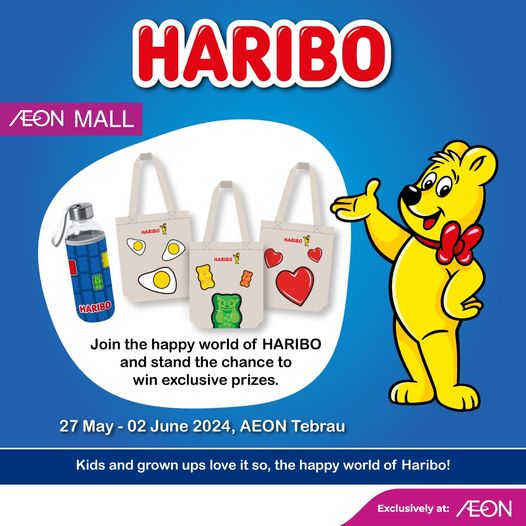 HARIBO
ÆON MALL
HARIBO
HARIBO
HARIBO
HARIBO
Join the happy world of HARIBO
and stand the chance to
win exclusive prizes.
27 May - 02 June 2024, AEON Tebrau
Kids and grown ups love it so, the happy world of Haribo!
Exclusively at: ÆON